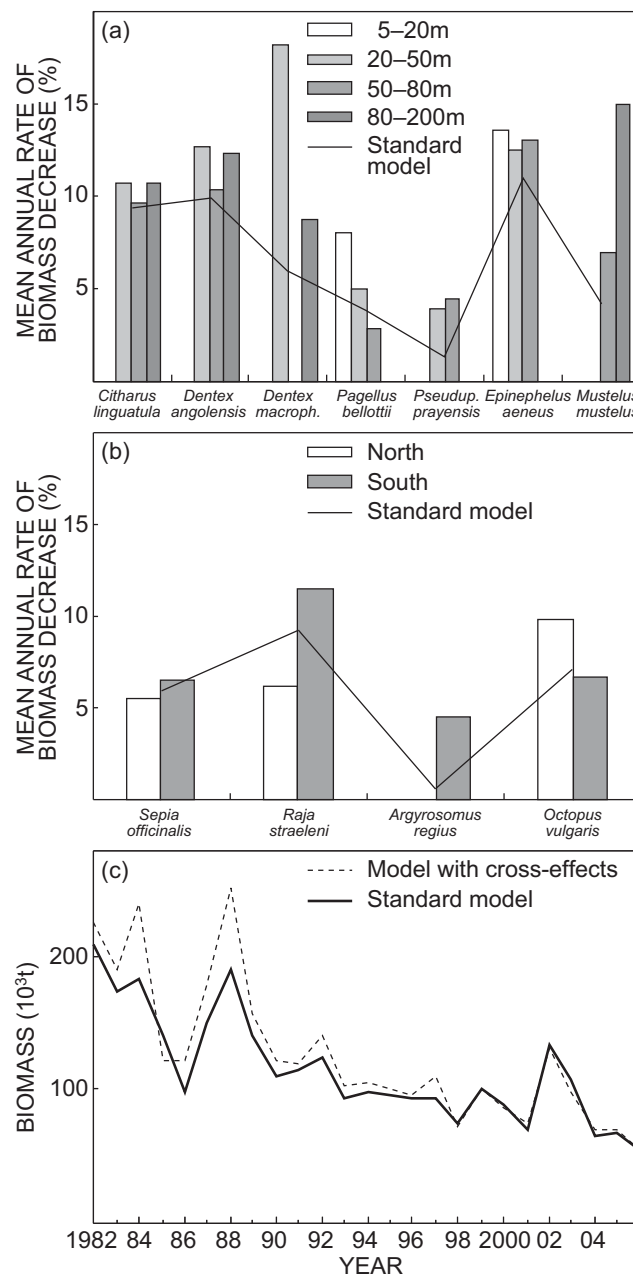 (a)
5–20m
20–50m
50–80m
80–200m
Standard
model
MEAN ANNUAL RATE OF
BIOMASS DECREASE (%)
15
10
5
Citharus
linguatula
Dentex
angolensis
Dentex
macroph.
Pagellus
bellottii
Pseudup.
prayensis
Epinephelus
aeneus
Mustelus
mustelus
(b)
North
South
Standard model
MEAN ANNUAL RATE OF
BIOMASS DECREASE (%)
15
10
5
Sepia
officinalis
Raja
straeleni
Argyrosomus
regius
Octopus
vulgaris
(c)
Model with cross-effects
Standard model
BIOMASS (10³t)
200
100
1982 84 86 88 90 92 94 96 98 2000 02 04
YEAR